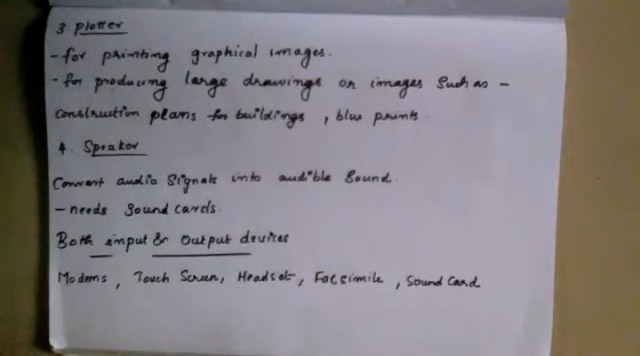 3 Plotter
- for printing graphical images.
- for producing large drawings or images such as -
Construction plans for buildings, blue prints.
4. Speaker
Convert audio Signals into audible Sound.
- needs Sound cards.
Both input & Output devices
Modems, Touch Screen, Headset, Facsimile, Sound Card